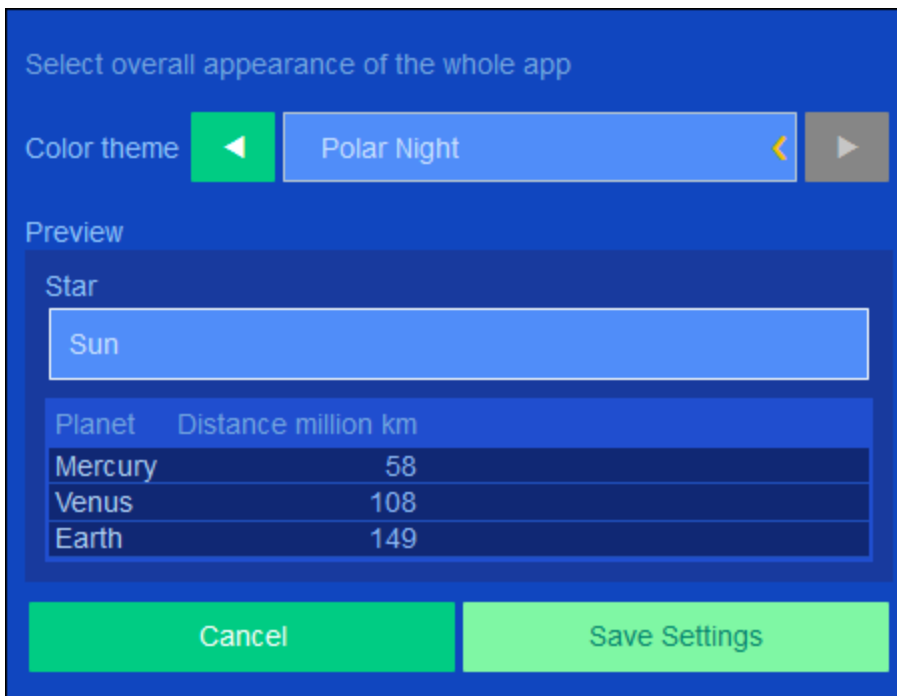 Select overall appearance of the whole app
Color theme ◀ Polar Night ‹ ▶
Preview
Star
Sun
Planet Distance million km
Mercury 58
Venus 108
Earth 149
Cancel Save Settings